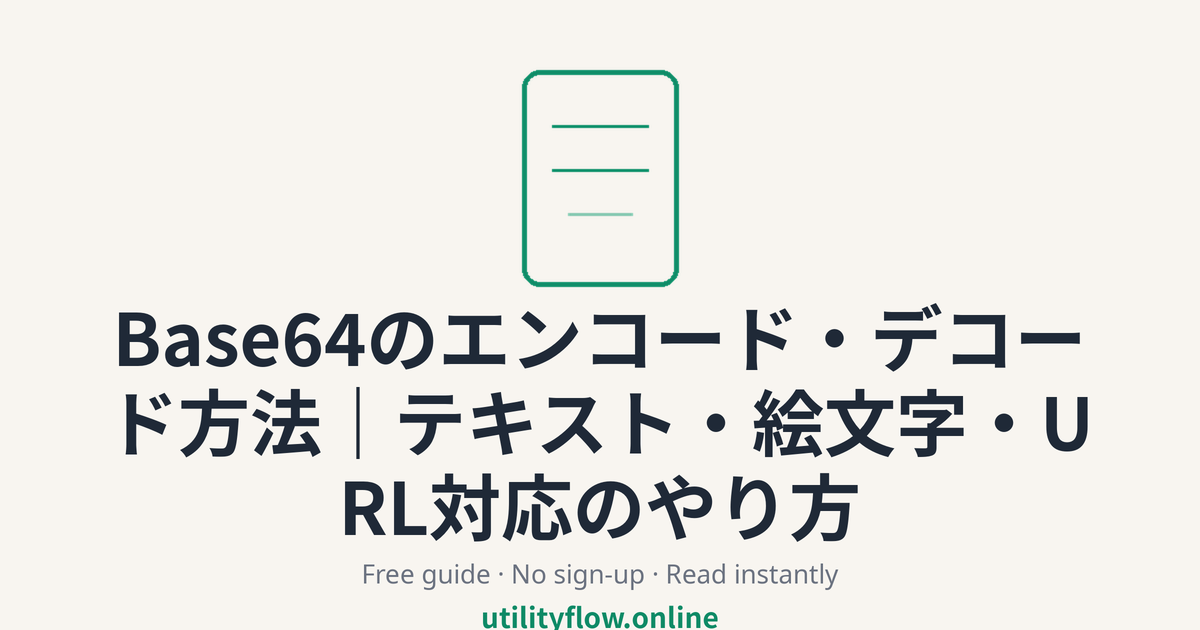 Base64のエンコード・デコー
ド方法｜テキスト・絵文字・U
RL対応のやり方
Free guide · No sign-up · Read instantly
utilityflow.online